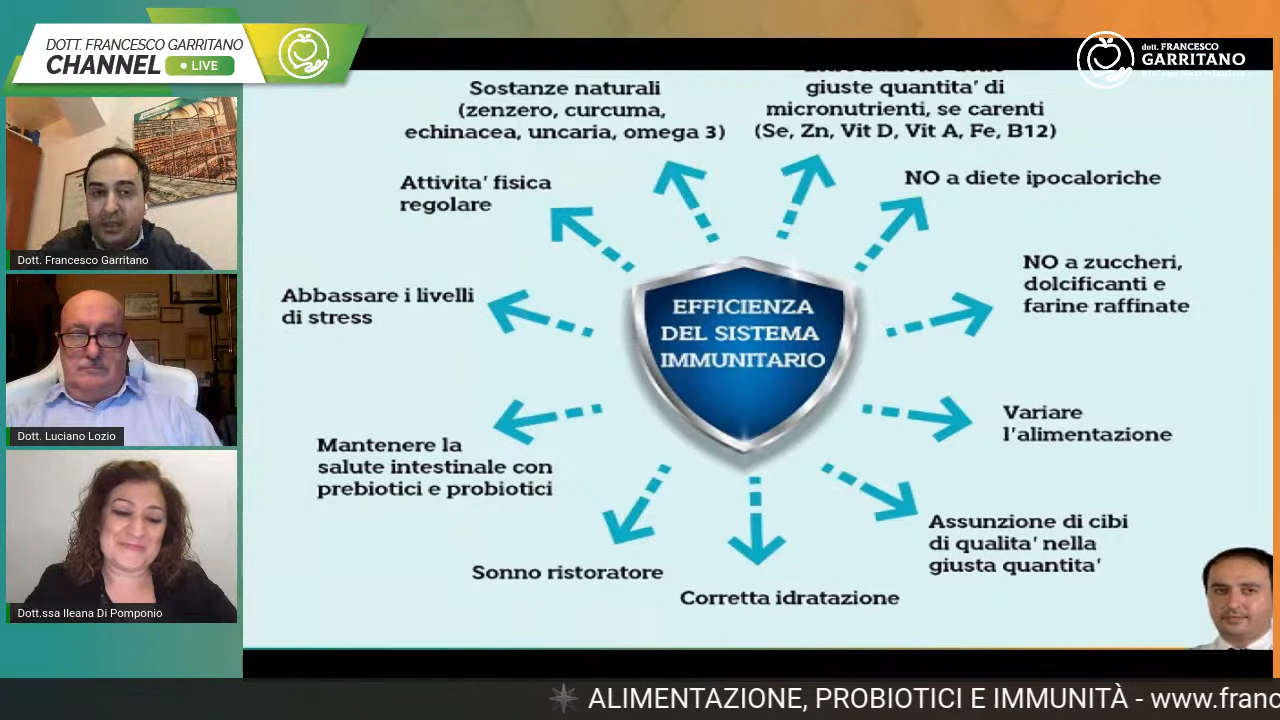 DOTT. FRANCESCO GARRITANO
CHANNEL
LIVE
dott. FRANCESCO
GARRITANO
Dott. Francesco Garritano
Dott. Luciano Lozio
Dott.ssa Ileana Di Pomponio
Sostanze naturali
(zenzero, curcuma,
echinacea, uncaria, omega 3)
giuste quantita' di
micronutrienti, se carenti
(Se, Zn, Vit D, Vit A, Fe, B12)
Attivita' fisica
regolare
NO a diete ipocaloriche
Abbassare i livelli
di stress
NO a zuccheri,
dolcificanti e
farine raffinate
EFFICIENZA
DEL SISTEMA
IMMUNITARIO
Mantenere la
salute intestinale con
prebiotici e probiotici
Variare
l'alimentazione
Sonno ristoratore
Corretta idratazione
Assunzione di cibi
di qualita' nella
giusta quantita'
ALIMENTAZIONE, PROBIOTICI E IMMUNITÀ - www.franc